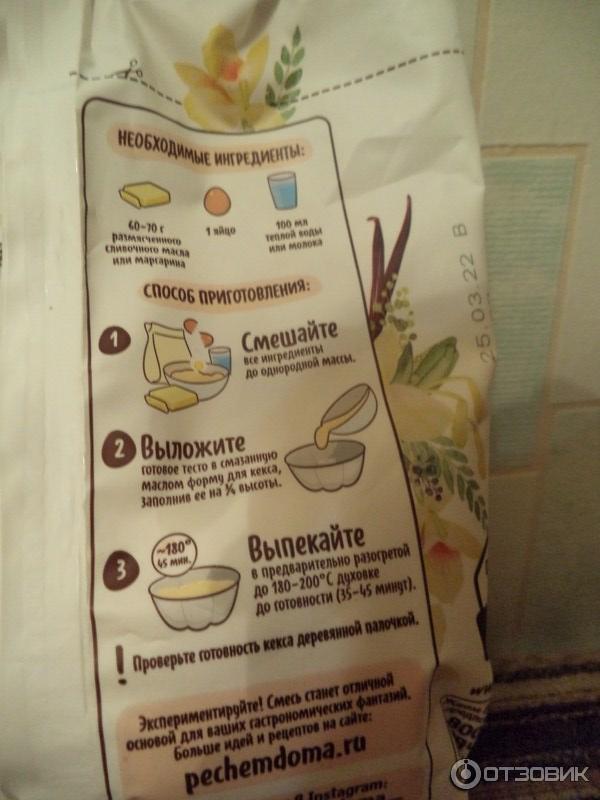 НЕОБХОДИМЫЕ ИНГРЕДИЕНТЫ:
60-70 г
размягченного
сливочного масла
или маргарина
1 яйцо
100 мл
теплой воды
или молока
СПОСОБ ПРИГОТОВЛЕНИЯ:
1
Смешайте
все ингредиенты
до однородной массы.
2
Выложите
готовое тесто в смазанную
маслом форму для кекса,
заполнив ее на ¾ высоты.
~180°
45 мин.
3
Выпекайте
в предварительно разогретой
до 180-200°С духовке
до готовности (35-45 минут).
! Проверьте готовность кекса деревянной палочкой.
Экспериментируйте! Смесь станет отличной
основой для ваших гастрономических фантазий.
Больше идей и рецептов на сайте:
pechemdoma.ru
Instagram:
25.03.22 В
ОТЗОВИК